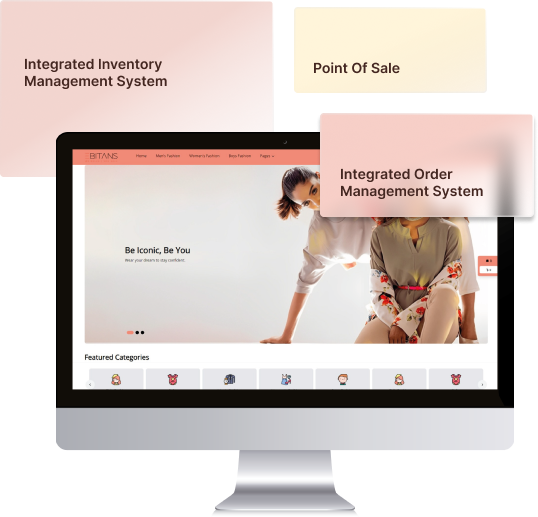 Integrated Inventory
Management System
Point Of Sale
Integrated Order
Management System
BITANS
Home Men's Fashion Women's Fashion Boys Fashion Pages
Be Iconic, Be You
Wear your dream to stay confident.
Featured Categories